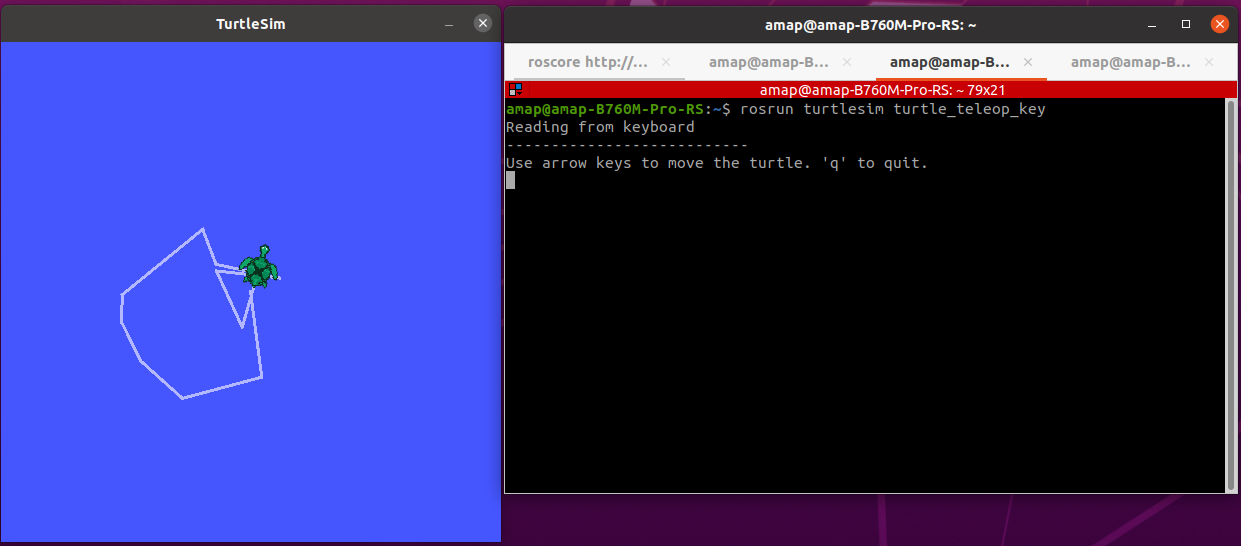 TurtleSim
amap@amap-B760M-Pro-RS: ~
roscore http://...
amap@amap-B...
amap@amap-B...
amap@amap-B...
amap@amap-B760M-Pro-RS: ~ 79x21
amap@amap-B760M-Pro-RS:~$ rosrun turtlesim turtle_teleop_key
Reading from keyboard
---------------------------
Use arrow keys to move the turtle. 'q' to quit.